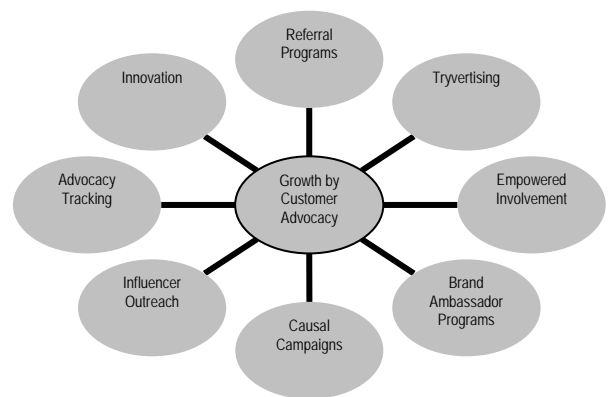 Referral
Programs
Innovation
Tryvertising
Advocacy
Tracking
Growth by
Customer
Advocacy
Empowered
Involvement
Influencer
Outreach
Brand
Ambassador
Programs
Causal
Campaigns